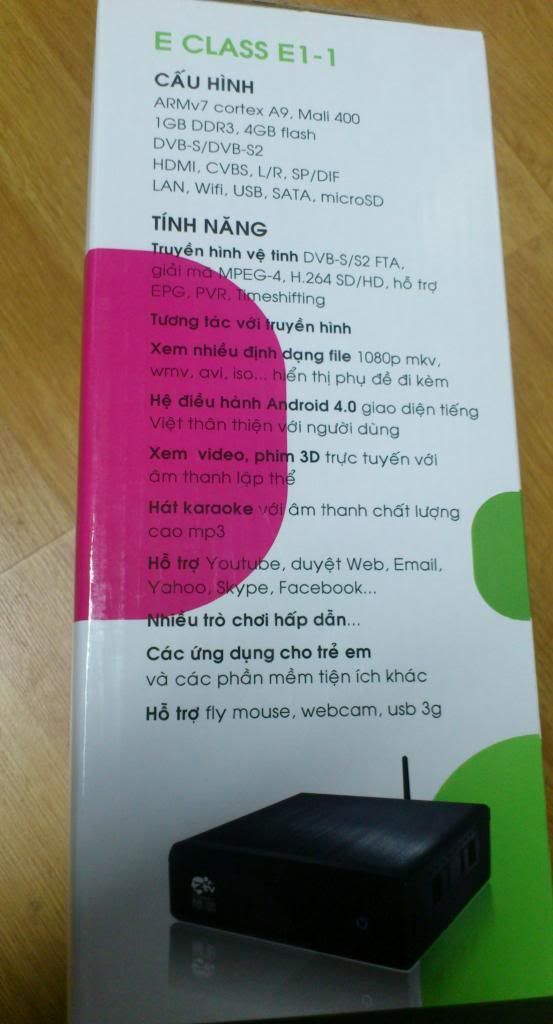 E CLASS E1-1
CẤU HÌNH
ARMv7 cortex A9, Mali 400
1GB DDR3, 4GB flash
DVB-S/DVB-S2
HDMI, CVBS, L/R, SP/DIF
LAN, Wifi, USB, SATA, microSD
TÍNH NĂNG
Truyền hình vệ tinh DVB-S/S2 FTA,
giải mã MPEG-4, H.264 SD/HD, hỗ trợ
EPG, PVR, Timeshifting
Tương tác với truyền hình
Xem nhiều định dạng file 1080p mkv,
wmv, avi, iso... hiển thị phụ đề đi kèm
Hệ điều hành Android 4.0 giao diện tiếng
Việt thân thiện với người dùng
Xem video, phim 3D trực tuyến với
âm thanh lập thể
Hát karaoke với âm thanh chất lượng
cao mp3
Hỗ trợ Youtube, duyệt Web, Email,
Yahoo, Skype, Facebook...
Nhiều trò chơi hấp dẫn...
Các ứng dụng cho trẻ em
và các phần mềm tiện ích khác
Hỗ trợ fly mouse, webcam, usb 3g